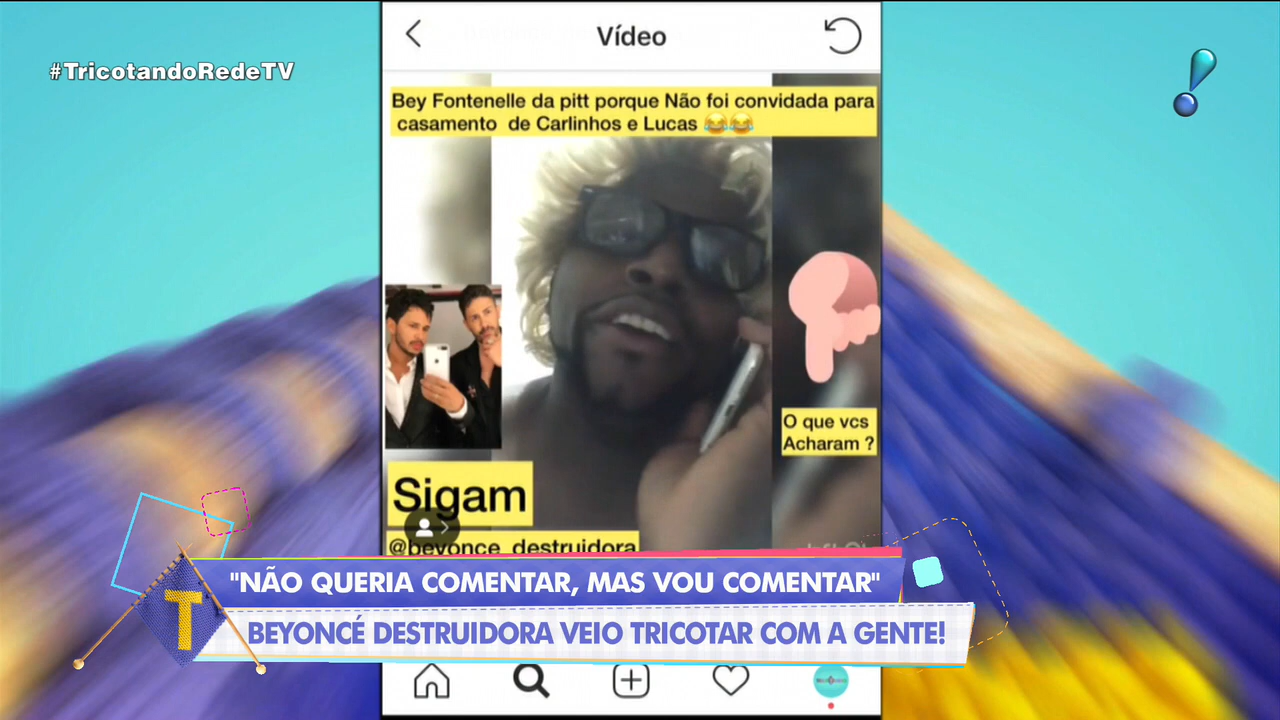 #TricotandoRedeTV
Vídeo
Bey Fontenelle da pitt porque Não foi convidada para
casamento de Carlinhos e Lucas 😂😂
O que vcs
Acharam ?
Sigam
@beyonce_destruidora
"NÃO QUERIA COMENTAR, MAS VOU COMENTAR"
T
BEYONCÉ DESTRUIDORA VEIO TRICOTAR COM A GENTE!